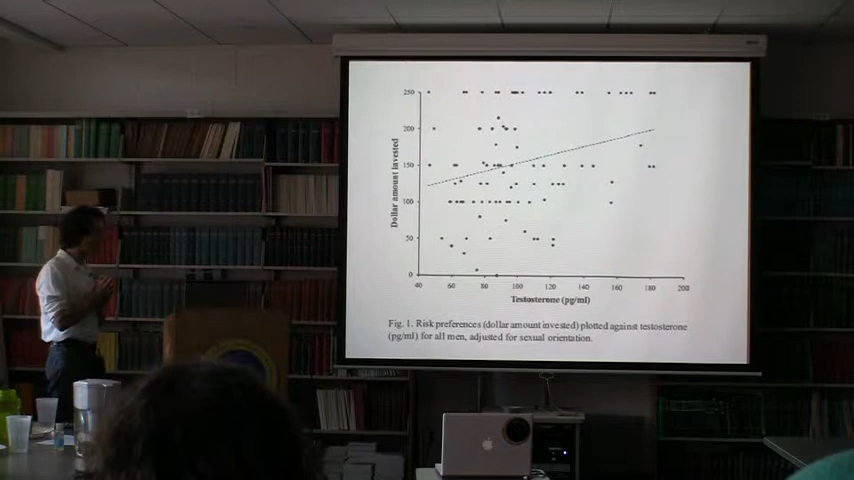 250
200
150
100
50
0
Dollar amount invested
40 60 80 100 120 140 160 180 200
Testosterone (pg/ml)
Fig. 1. Risk preferences (dollar amount invested) plotted against testosterone
(pg/ml) for all men, adjusted for sexual orientation.